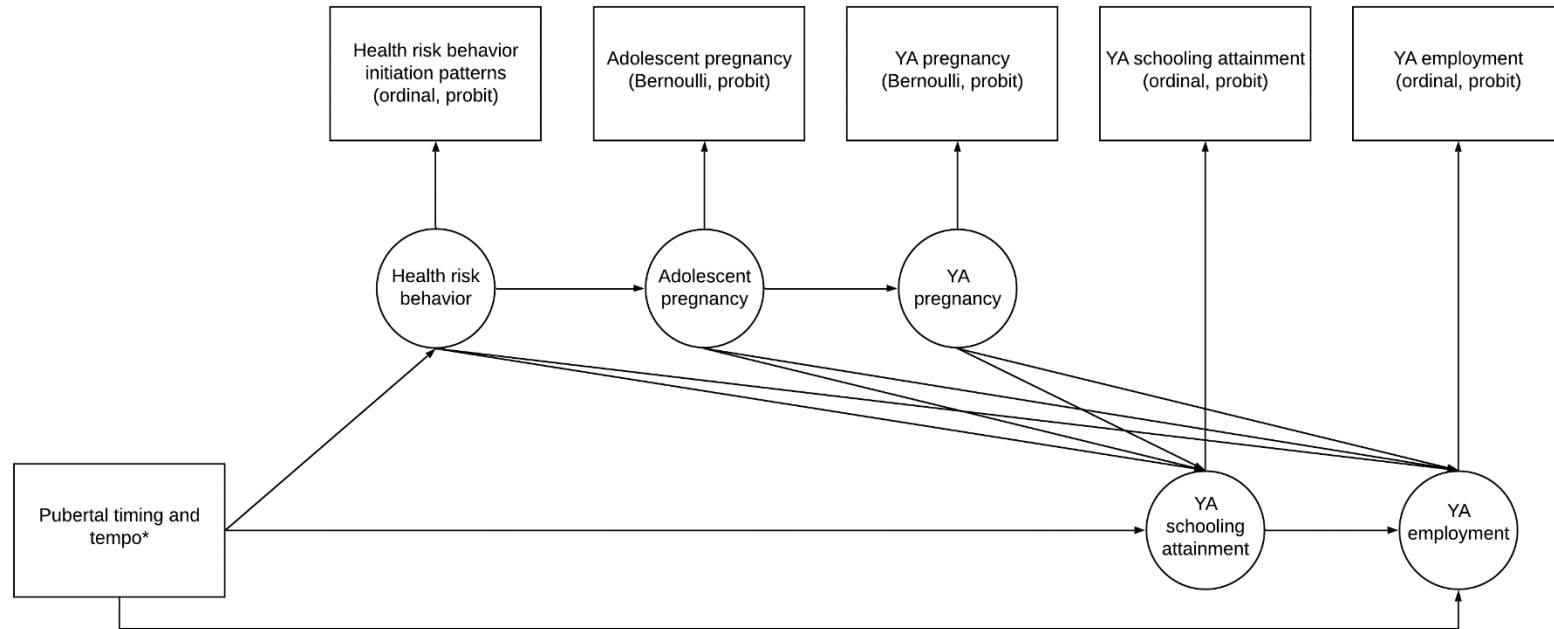 Health risk behavior
initiation patterns
(ordinal, probit)
Adolescent pregnancy
(Bernoulli, probit)
YA pregnancy
(Bernoulli, probit)
YA schooling attainment
(ordinal, probit)
YA employment
(ordinal, probit)
Health risk
behavior
Adolescent
pregnancy
YA
pregnancy
Pubertal timing and
tempo*
YA
schooling
attainment
YA
employment